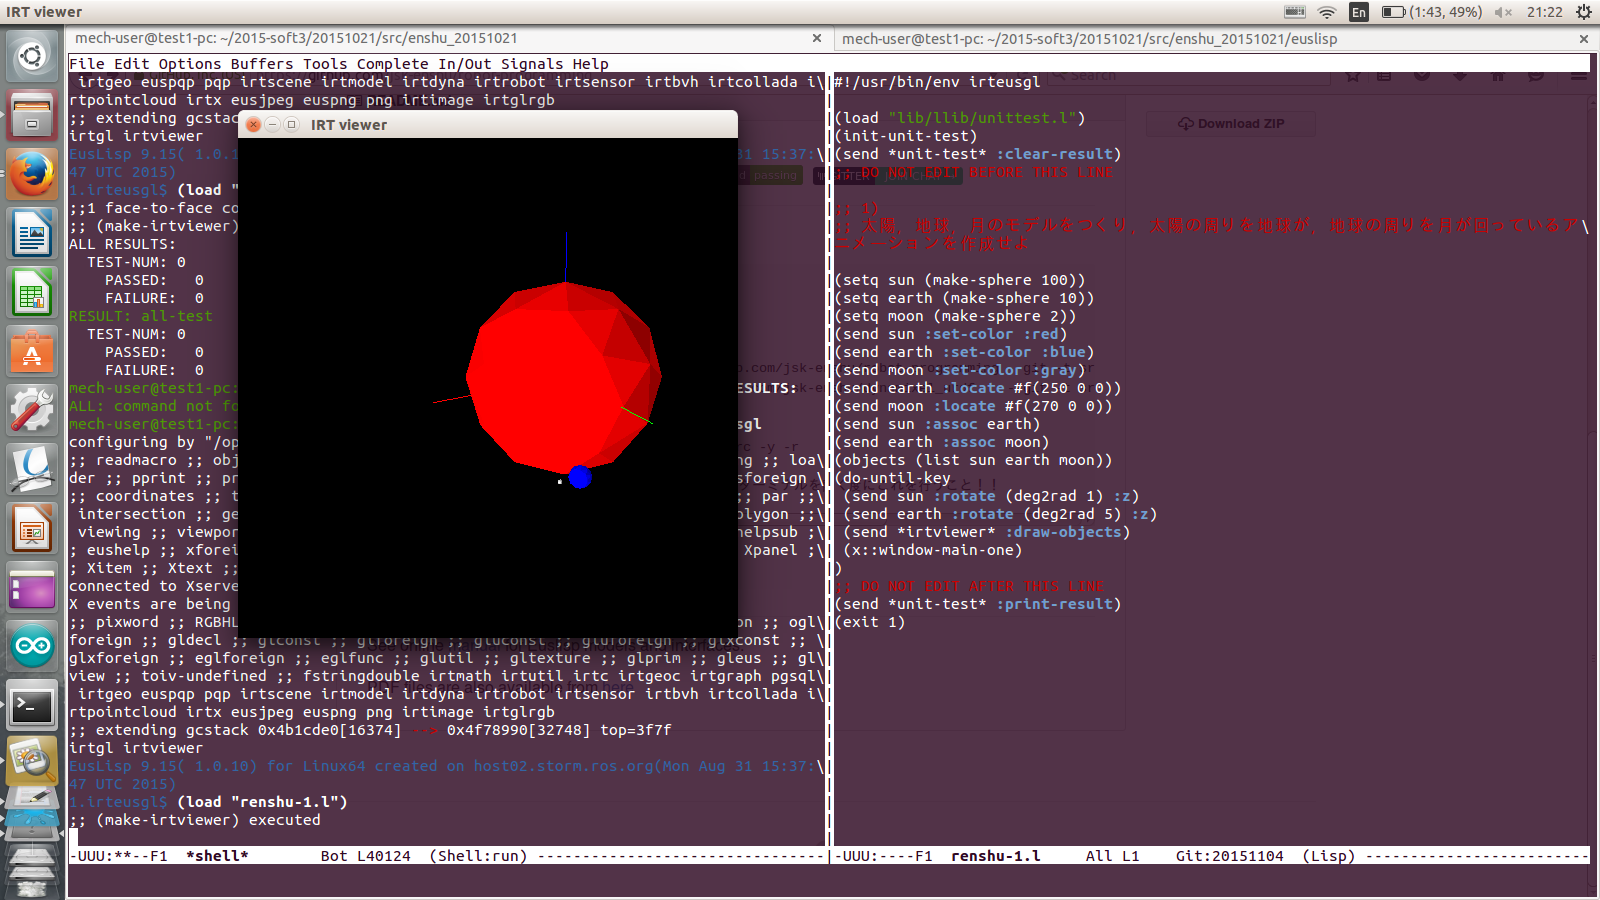 IRT viewer
En
(1:43, 49%)
21:22
mech-user@test1-pc: ~/2015-soft3/20151021/src/enshu_20151021
mech-user@test1-pc: ~/2015-soft3/20151021/src/enshu_20151021/euslisp
File Edit Options Buffers Tools Complete In/Out Signals Help
irtgeo euspqp pqp irtscene irtmodel irtdyna irtrobot irtsensor irtbvh irtcollada i\
rtpointcloud irtx eusjpeg euspng png irtimage irtglrgb
;; extending gcstack
irtgl irtviewer
EusLisp 9.15( 1.0.1
31 15:37:\
47 UTC 2015)
1.irteusgl$ (load "
;;1 face-to-face co
;; (make-irtviewer)
ALL RESULTS:
TEST-NUM: 0
PASSED:   0
FAILURE:  0
RESULT: all-test
TEST-NUM: 0
PASSED:   0
FAILURE:  0
mech-user@test1-pc:
RESULTS:
ALL: command not fo
mech-user@test1-pc:
sgl
configuring by "/op
;; readmacro ;; obj
ng ;; loa\
der ;; pprint ;; pr
sforeign \
;; coordinates ;; t
;; par ;;\
intersection ;; ge
olygon ;;\
viewing ;; viewpor
helpsub ;\
; eushelp ;; xforei
Xpanel ;\
; Xitem ;; Xtext ;;
connected to Xserve
X events are being
;; pixword ;; RGBHL
on ;; ogl\
foreign ;; gldecl ;; glconst ;; glforeign ;; gluconst ;; gluforeign ;; glxconst ;; \
glxforeign ;; eglforeign ;; eglfunc ;; glutil ;; gltexture ;; glprim ;; gleus ;; gl\
view ;; toiv-undefined ;; fstringdouble irtmath irtutil irtc irtgeoc irtgraph pgsql\
irtgeo euspqp pqp irtscene irtmodel irtdyna irtrobot irtsensor irtbvh irtcollada i\
rtpointcloud irtx eusjpeg euspng png irtimage irtglrgb
;; extending gcstack 0x4b1cde0[16374] --> 0x4f78990[32748] top=3f7f
irtgl irtviewer
EusLisp 9.15( 1.0.10) for Linux64 created on host02.storm.ros.org(Mon Aug 31 15:37:\
47 UTC 2015)
1.irteusgl$ (load "renshu-1.l")
;; (make-irtviewer) executed
-UUU:**--F1  *shell*        Bot L40124  (Shell:run)
IRT viewer
#!/usr/bin/env irteusgl
(load "lib/llib/unittest.l")
(init-unit-test)
(send *unit-test* :clear-result)
;; DO NOT EDIT BEFORE THIS LINE
;; 1)
;; 太陽，地球，月のモデルをつくり，太陽の周りを地球が，地球の周りを月が回っているア\
ニメーションを作成せよ
(setq sun (make-sphere 100))
(setq earth (make-sphere 10))
(setq moon (make-sphere 2))
(send sun :set-color :red)
(send earth :set-color :blue)
(send moon :set-color :gray)
(send earth :locate #f(250 0 0))
(send moon :locate #f(270 0 0))
(send sun :assoc earth)
(send earth :assoc moon)
(objects (list sun earth moon))
(do-until-key
(send sun :rotate (deg2rad 1) :z)
(send earth :rotate (deg2rad 5) :z)
(send *irtviewer* :draw-objects)
(x::window-main-one)
)
;; DO NOT EDIT AFTER THIS LINE
(send *unit-test* :print-result)
(exit 1)
-UUU:----F1  renshu-1.l     All L1     Git:20151104  (Lisp)
Search
Download ZIP
passing